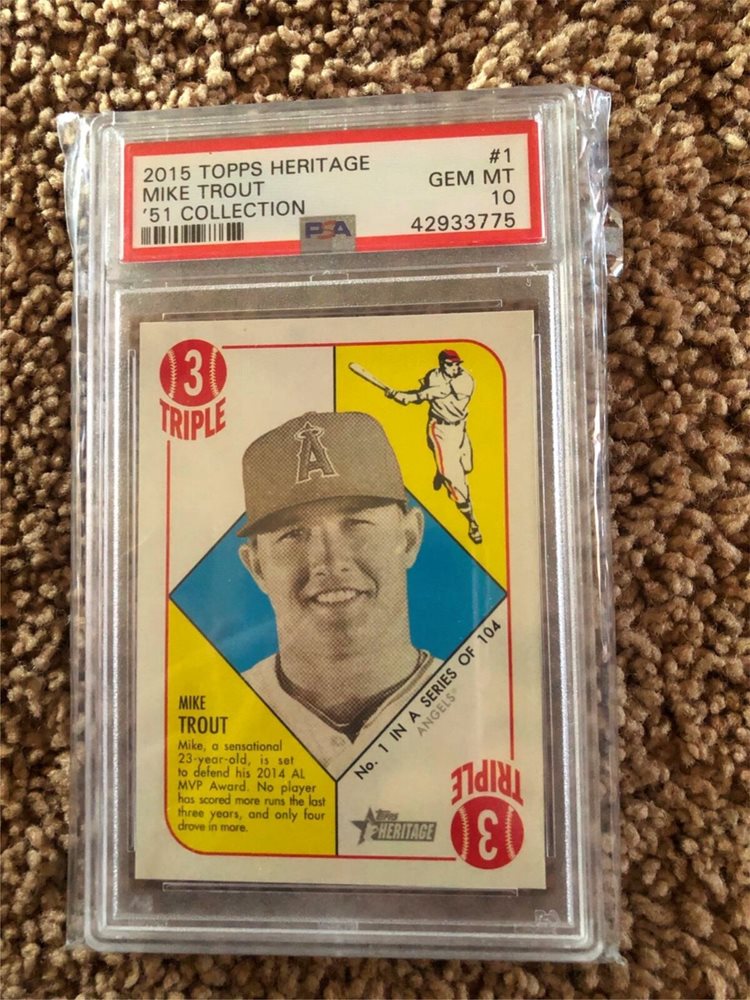 2015 TOPPS HERITAGE #1
MIKE TROUT GEM MT
'51 COLLECTION 10
PSA 42933775
3
TRIPLE
A
MIKE
TROUT
Mike, a sensational
23-year-old, is set
to defend his 2014 AL
MVP Award. No player
has scored more runs the last
three years, and only four
drove in more.
No. 1 IN A SERIES OF 104
ANGELS®
Topps
HERITAGE
TRIPLE
3